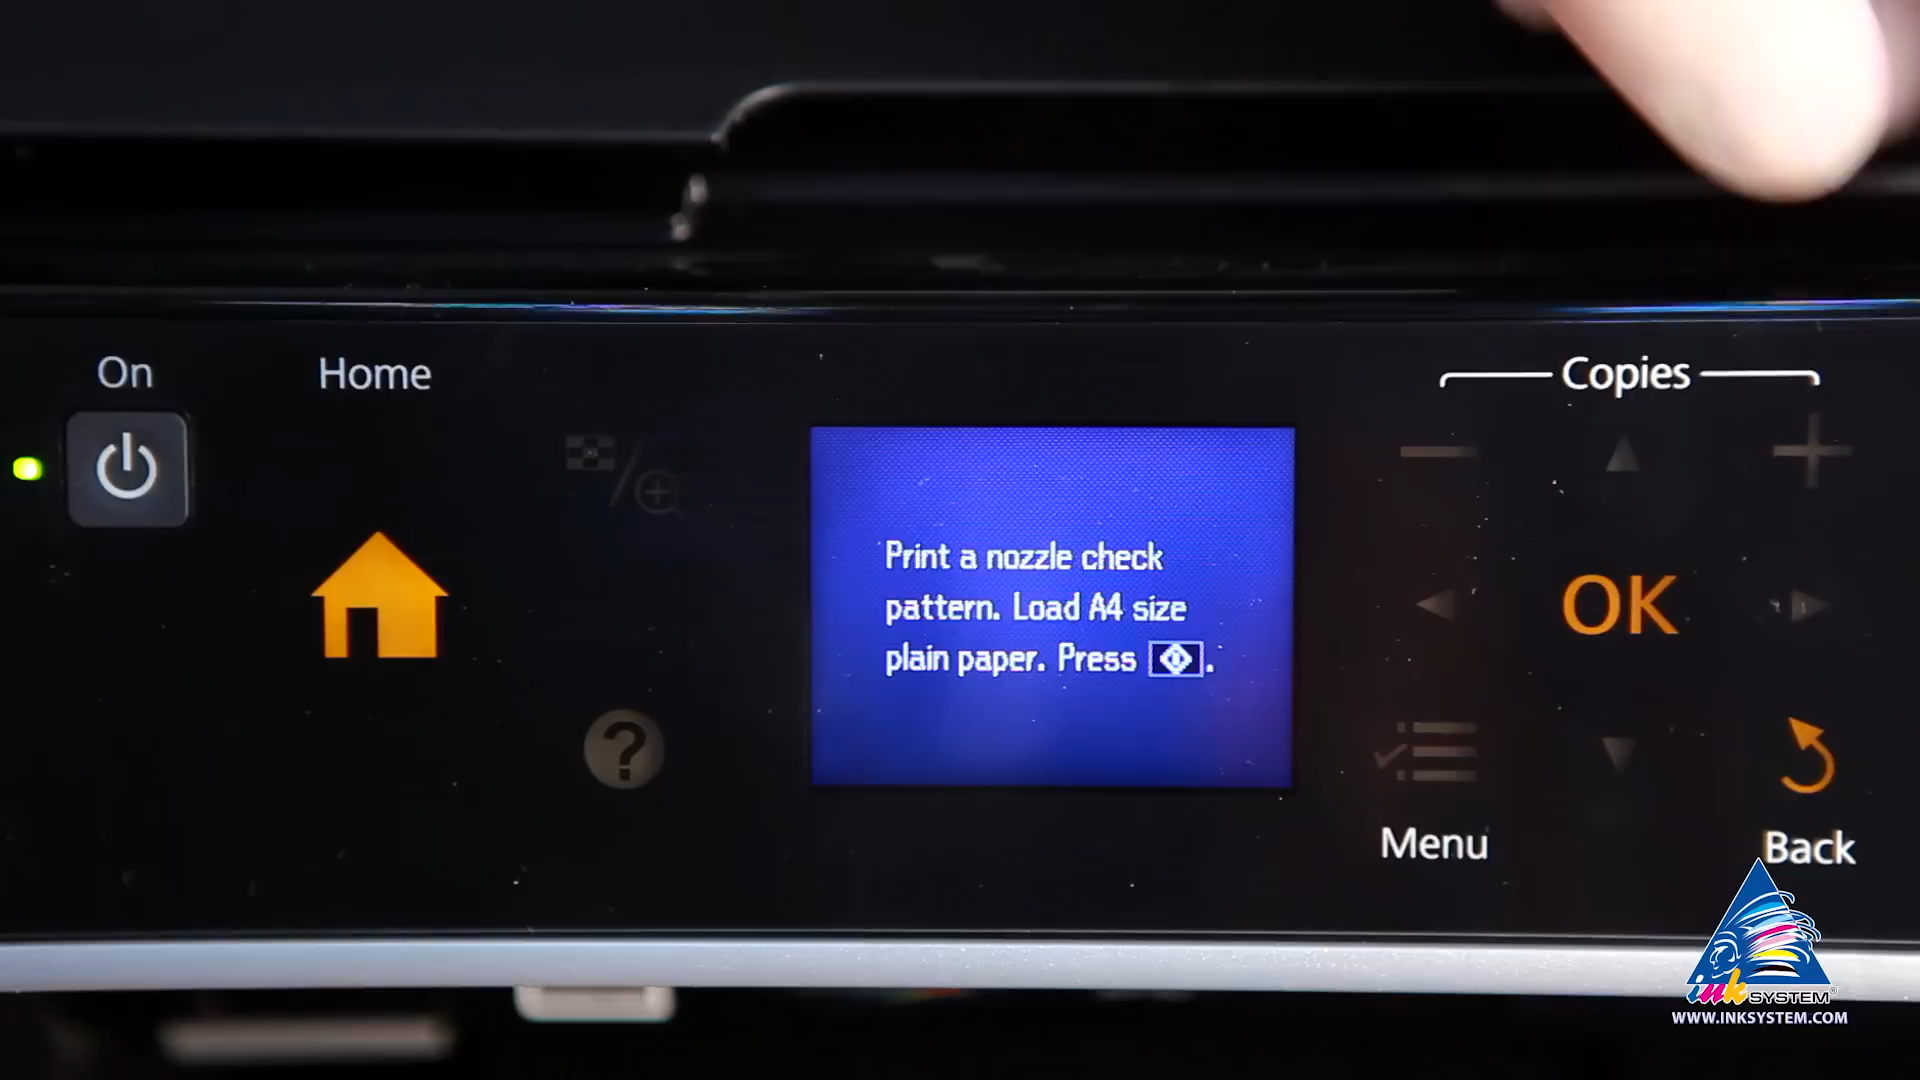 On
Home
Copies
Print a nozzle check
pattern. Load A4 size
plain paper. Press .
OK
?
Menu
Back
ink SYSTEM®
WWW.INKSYSTEM.COM